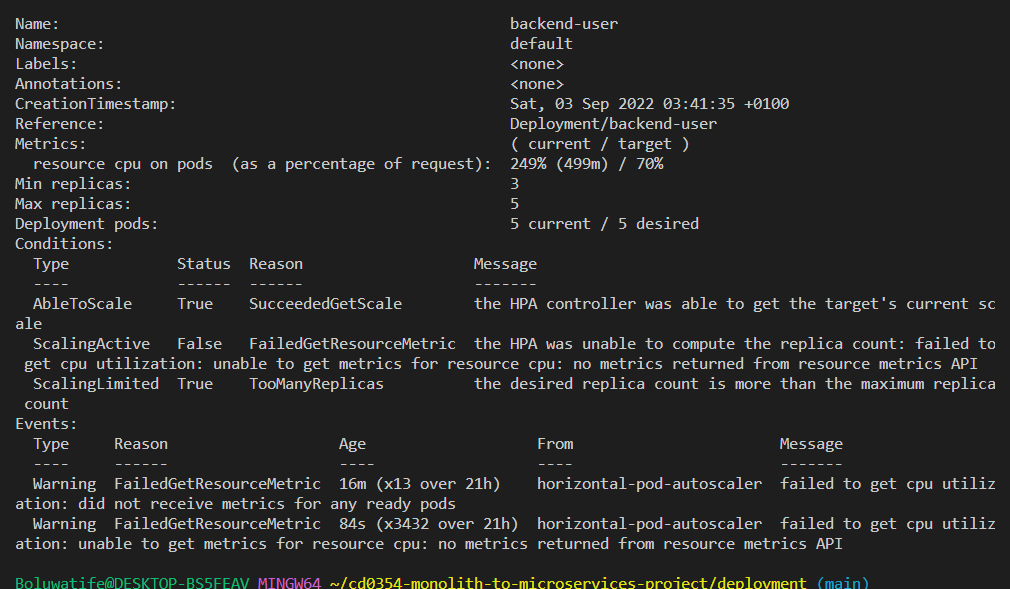 Name: backend-user
Namespace: default
Labels: <none>
Annotations: <none>
CreationTimestamp: Sat, 03 Sep 2022 03:41:35 +0100
Reference: Deployment/backend-user
Metrics: ( current / target )
resource cpu on pods (as a percentage of request): 249% (499m) / 70%
Min replicas: 3
Max replicas: 5
Deployment pods: 5 current / 5 desired
Conditions:
Type Status Reason Message
---- ------ ------ -------
AbleToScale True SucceededGetScale the HPA controller was able to get the target's current sc
ale
ScalingActive False FailedGetResourceMetric the HPA was unable to compute the replica count: failed to
get cpu utilization: unable to get metrics for resource cpu: no metrics returned from resource metrics API
ScalingLimited True TooManyReplicas the desired replica count is more than the maximum replica
count
Events:
Type Reason Age From Message
---- ------ ---- ---- -------
Warning FailedGetResourceMetric 16m (x13 over 21h) horizontal-pod-autoscaler failed to get cpu utiliz
ation: did not receive metrics for any ready pods
Warning FailedGetResourceMetric 84s (x3432 over 21h) horizontal-pod-autoscaler failed to get cpu utiliz
ation: unable to get metrics for resource cpu: no metrics returned from resource metrics API
Boluwatife@DESKTOP-BS5FEAV MINGW64 ~/cd0354-monolith-to-microservices-project/deployment (main)